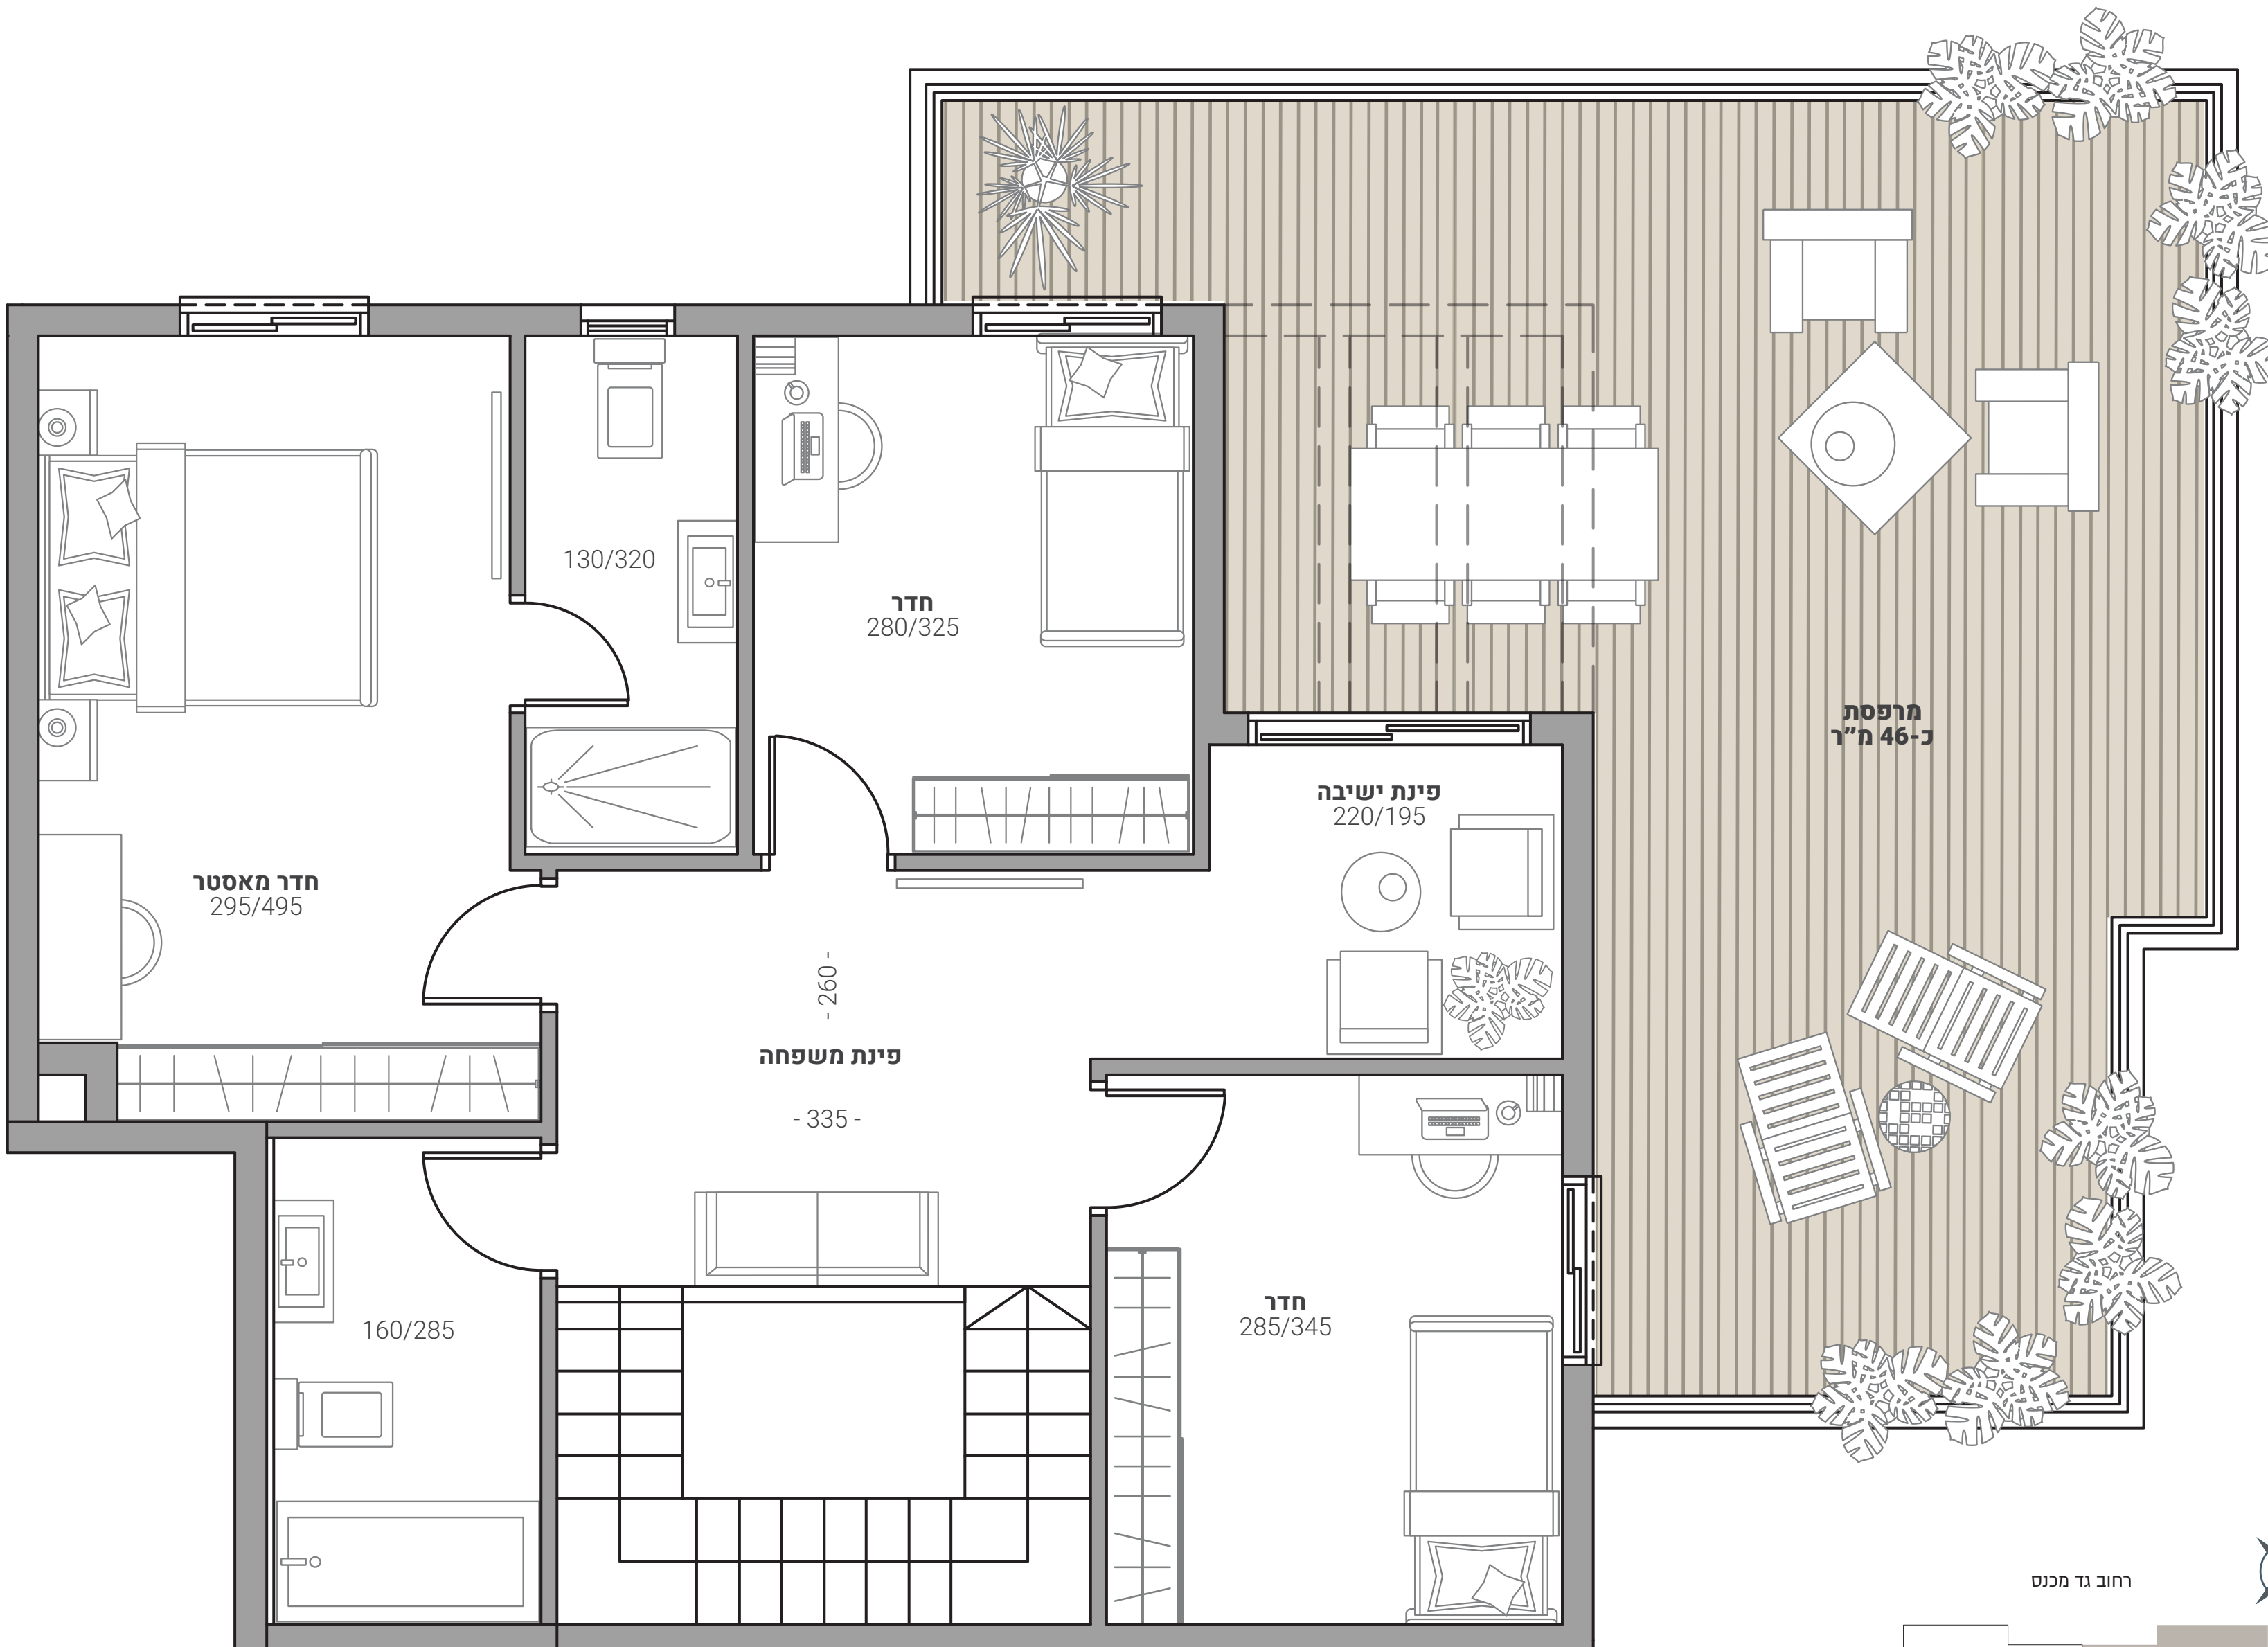 130/320
חדר
280/325
מרפסת
כ-46 מ״ר
פינת ישיבה
220/195
חדר מאסטר
295/495
- 260 -
פינת משפחה
- 335 -
חדר
285/345
160/285
רחוב גד מכנס